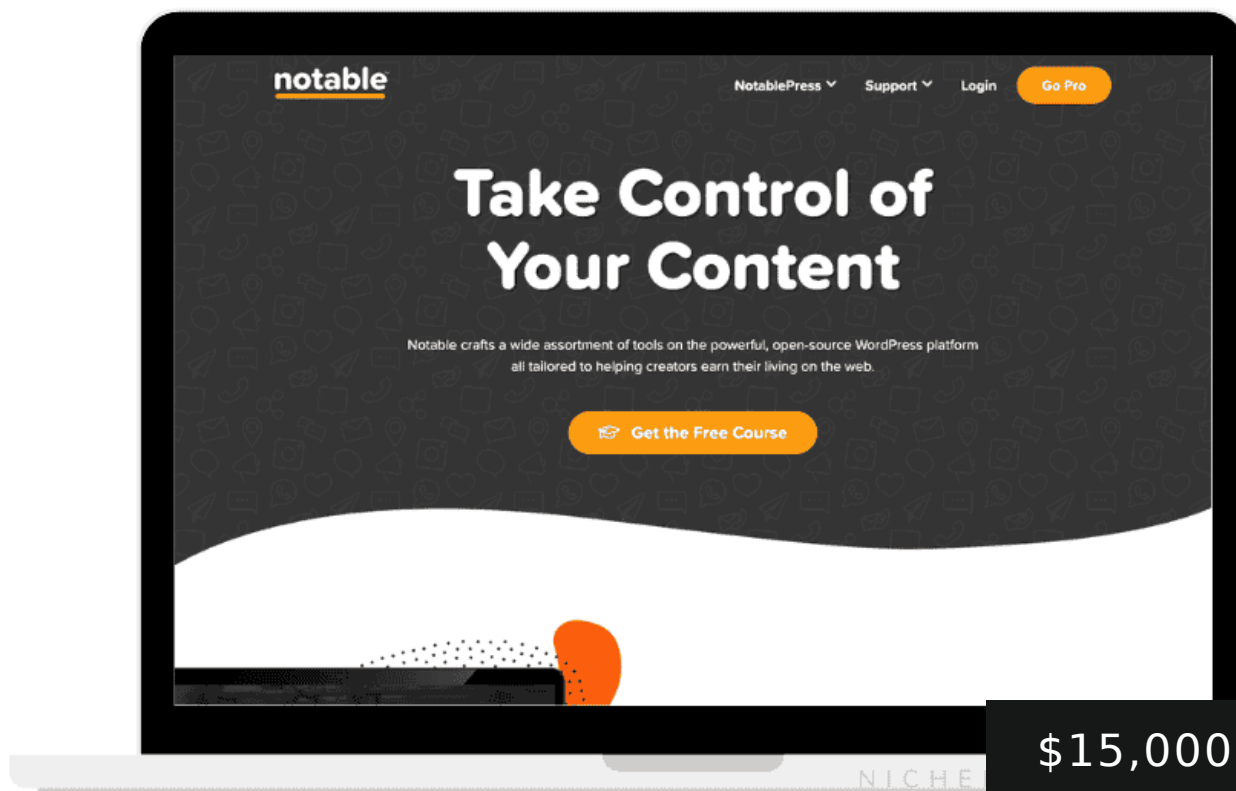 notable
NotablePress Support Login Go Pro
Take Control of
Your Content
Notable crafts a wide assortment of tools on the powerful, open-source WordPress platform
all tailored to helping creators earn their living on the web.
Get the Free Course
$15,000